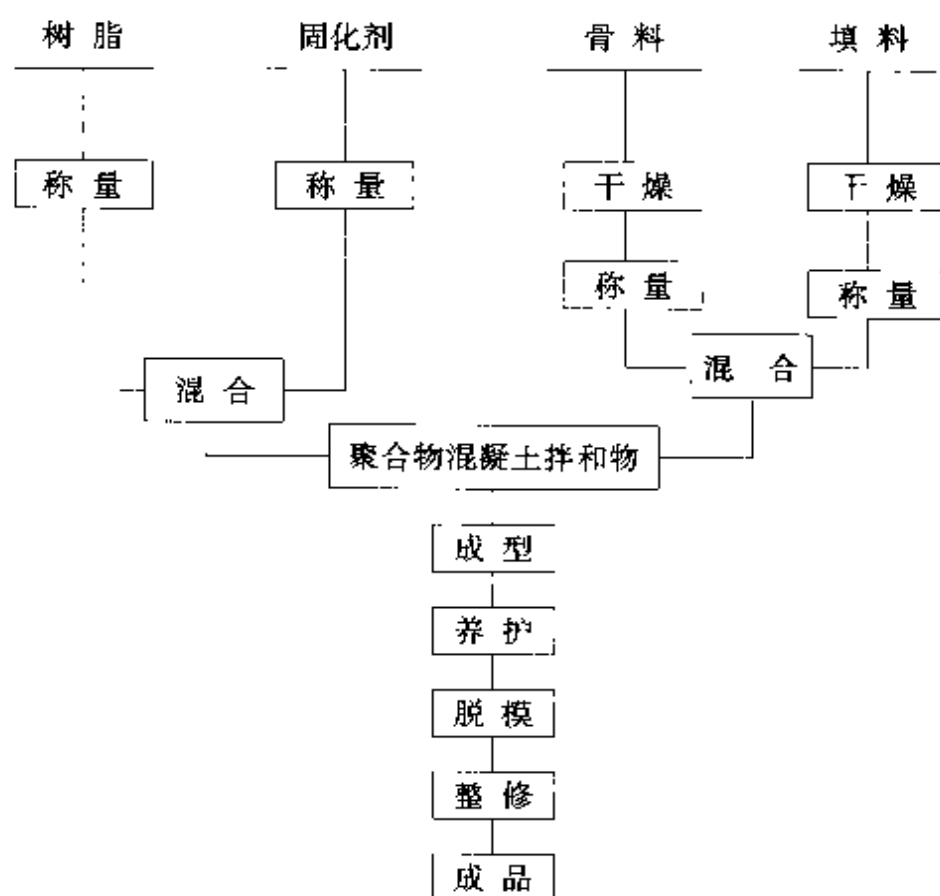 树脂 固化剂 骨料 填料
称量 称量 干燥 干燥
称量 称量
混合 混合
聚合物混凝土拌和物
成型
养护
脱模
整修
成品